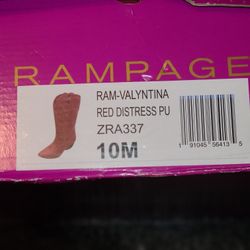 RAMPAGE
RAM-VALYNTINA
RED DISTRESS PU
ZRA337
10M
1 91045 56413 5